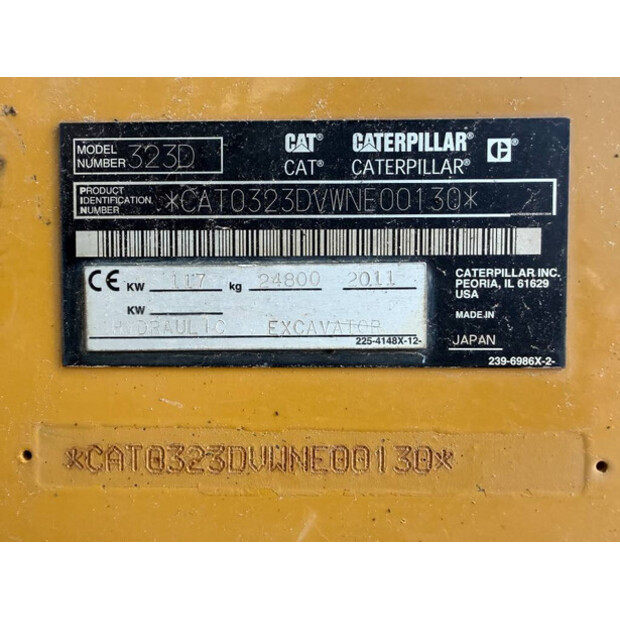 MODEL NUMBER 323D
CAT® CATERPILLAR® C®
CAT® CATERPILLAR®
PRODUCT IDENTIFICATION NUMBER *CAT0323DVWNE00130*
CE KW 117 kg 24800 2011
KW
HYDRAULIC EXCAVATOR
225-4148X-12-
CATERPILLAR INC.
PEORIA, IL 61629
USA
MADE IN
JAPAN
239-6986X-2-
*CAT0323DVWNE00130*